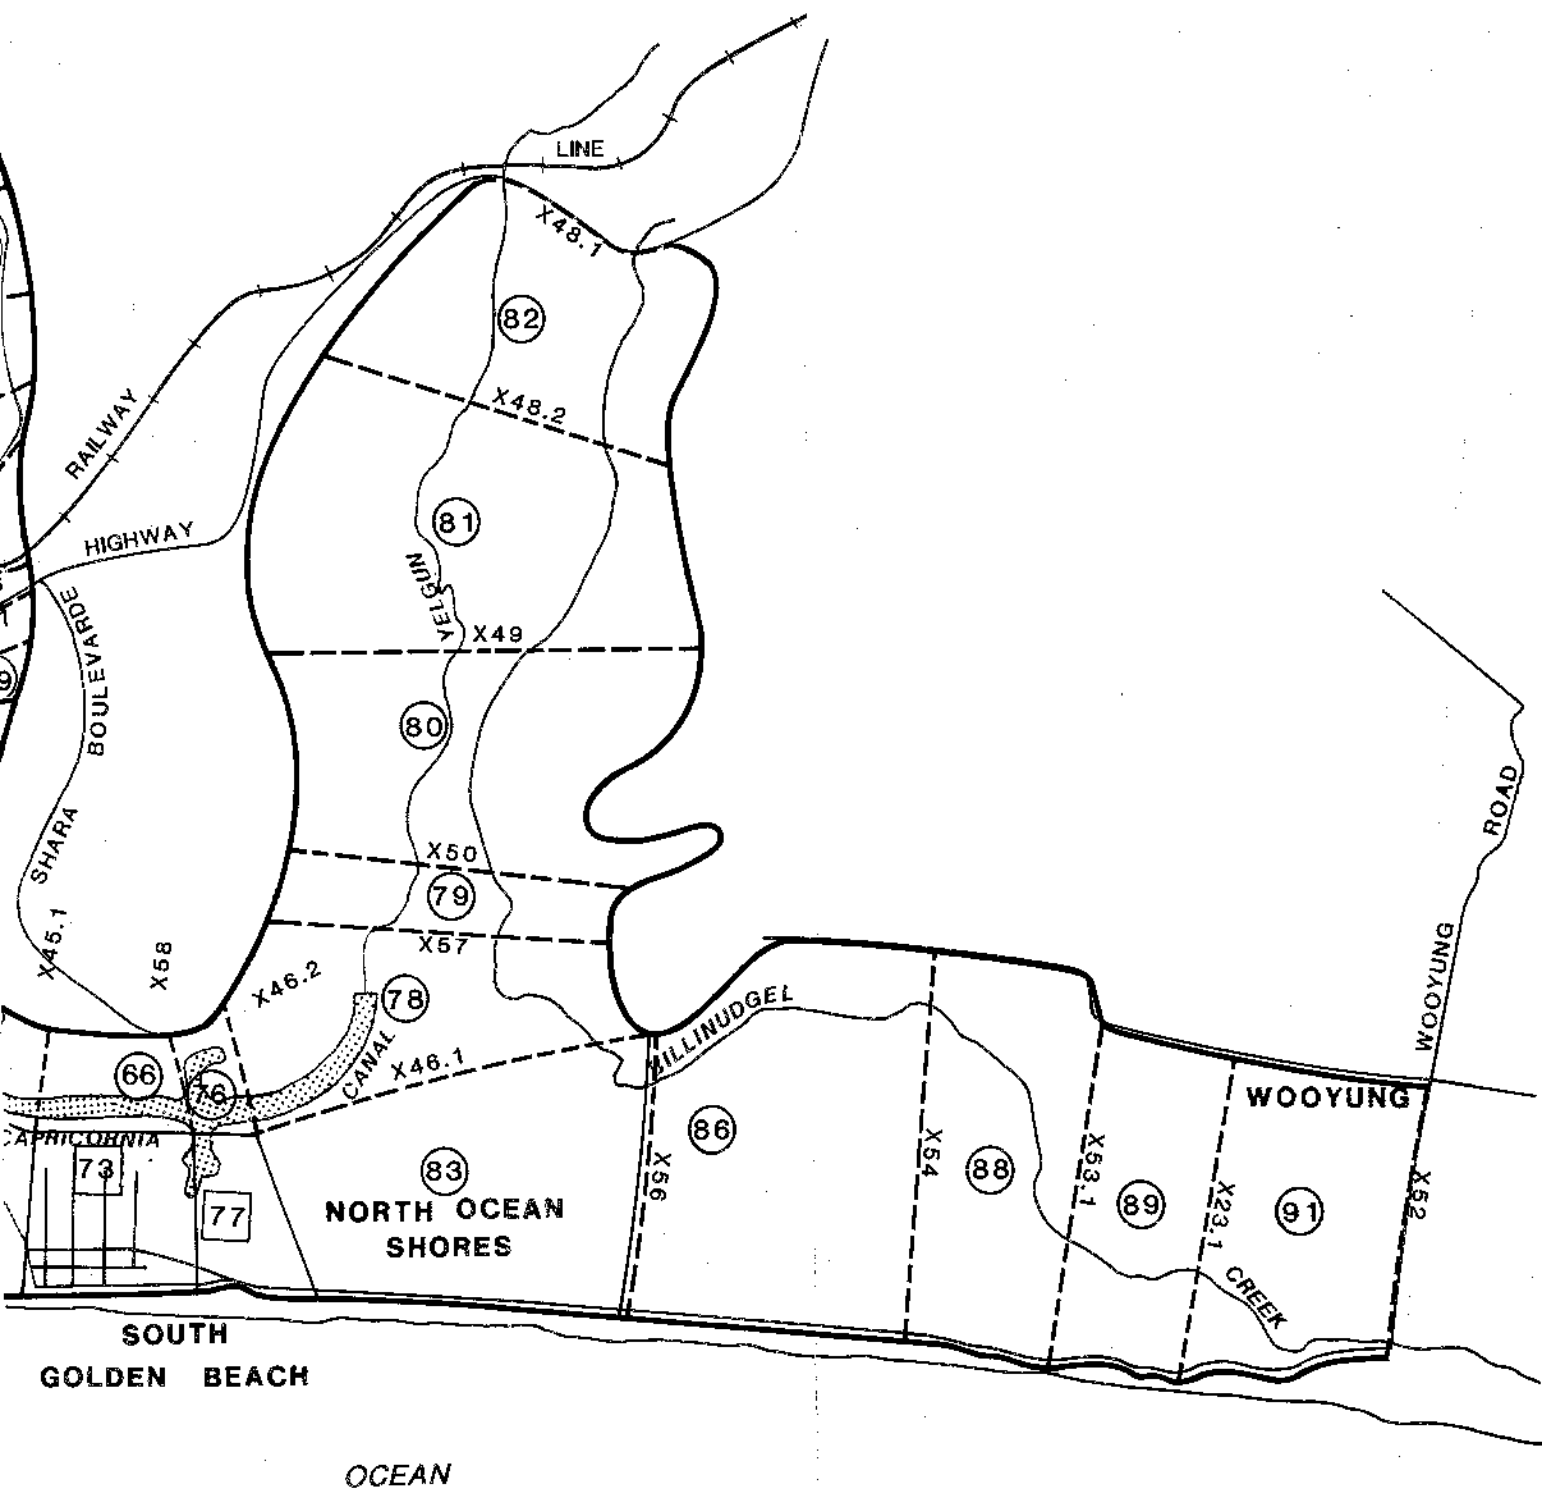 LINE
X48.1
82
X48.2
RAILWAY
81
HIGHWAY
YELGUN
BOULEVARDE
X49
9
80
ROAD
SHARA
X50
79
X45.1
X58
X57
WOOYUNG
X46.2
78
BILLINUDGEL
CANAL
X46.1
66
76
WOOYUNG
CAPRICORNIA
86
73
83
X56
X54
88
X53.1
89
X23.1
91
X52
77
NORTH OCEAN
SHORES
CREEK
SOUTH
GOLDEN BEACH
OCEAN